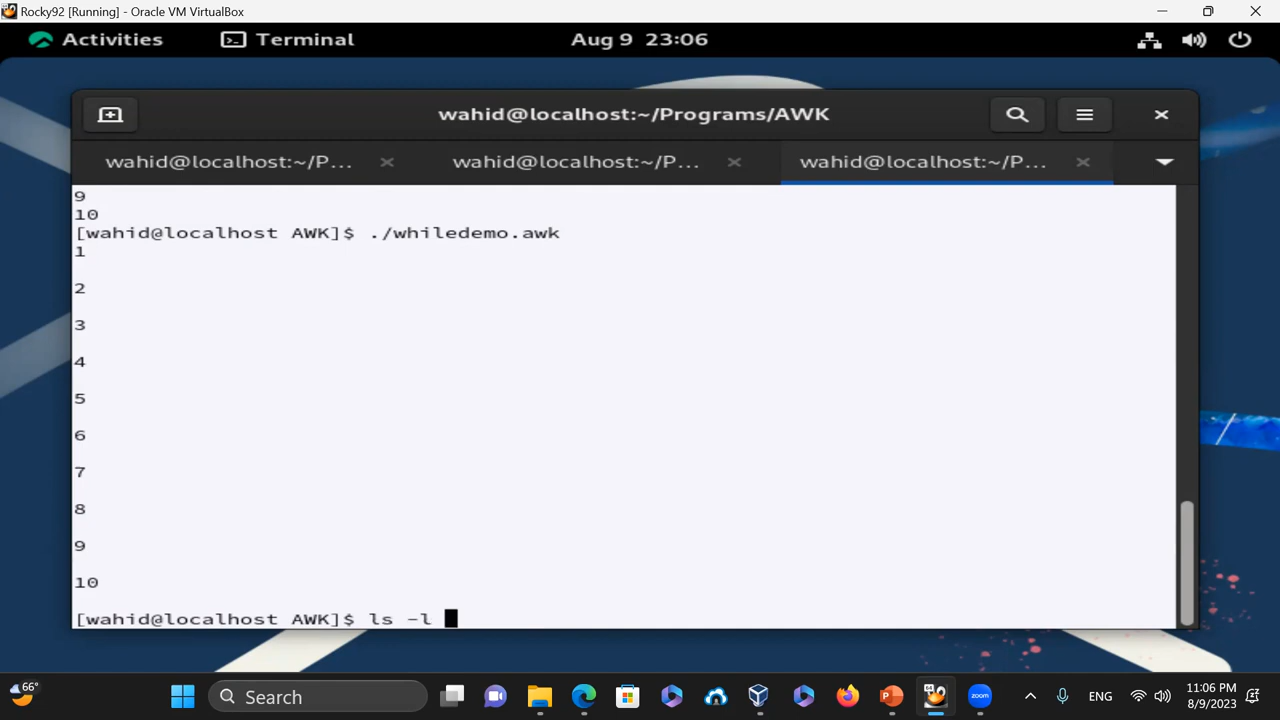 Rocky92 [Running] - Oracle VM VirtualBox
Activities Terminal Aug 9 23:06
wahid@localhost:~/Programs/AWK
wahid@localhost:~/P... wahid@localhost:~/P... wahid@localhost:~/P...
9
10
[wahid@localhost AWK]$ ./whiledemo.awk
1
2
3
4
5
6
7
8
9
10
[wahid@localhost AWK]$ ls -l
66°
Search
zoom
ENG
11:06 PM
8/9/2023